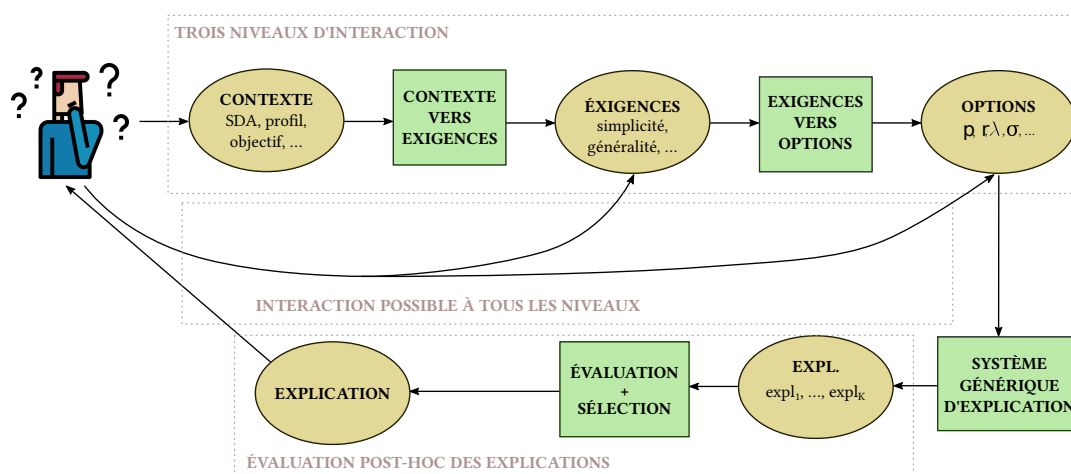 TROIS NIVEAUX D'INTERACTION
? ? ? ? ?
CONTEXTE
SDA, profil,
objectif, ...
CONTEXTE
VERS
EXIGENCES
ÉXIGENCES
simplicité,
généralité, ...
EXIGENCES
VERS
OPTIONS
OPTIONS
p, r,λ,σ, ...
INTERACTION POSSIBLE À TOUS LES NIVEAUX
EXPLICATION
ÉVALUATION
+
SÉLECTION
EXPL.
expl₁, ..., explₖ
SYSTÈME
GÉNÉRIQUE
D'EXPLICATION
ÉVALUATION POST-HOC DES EXPLICATIONS